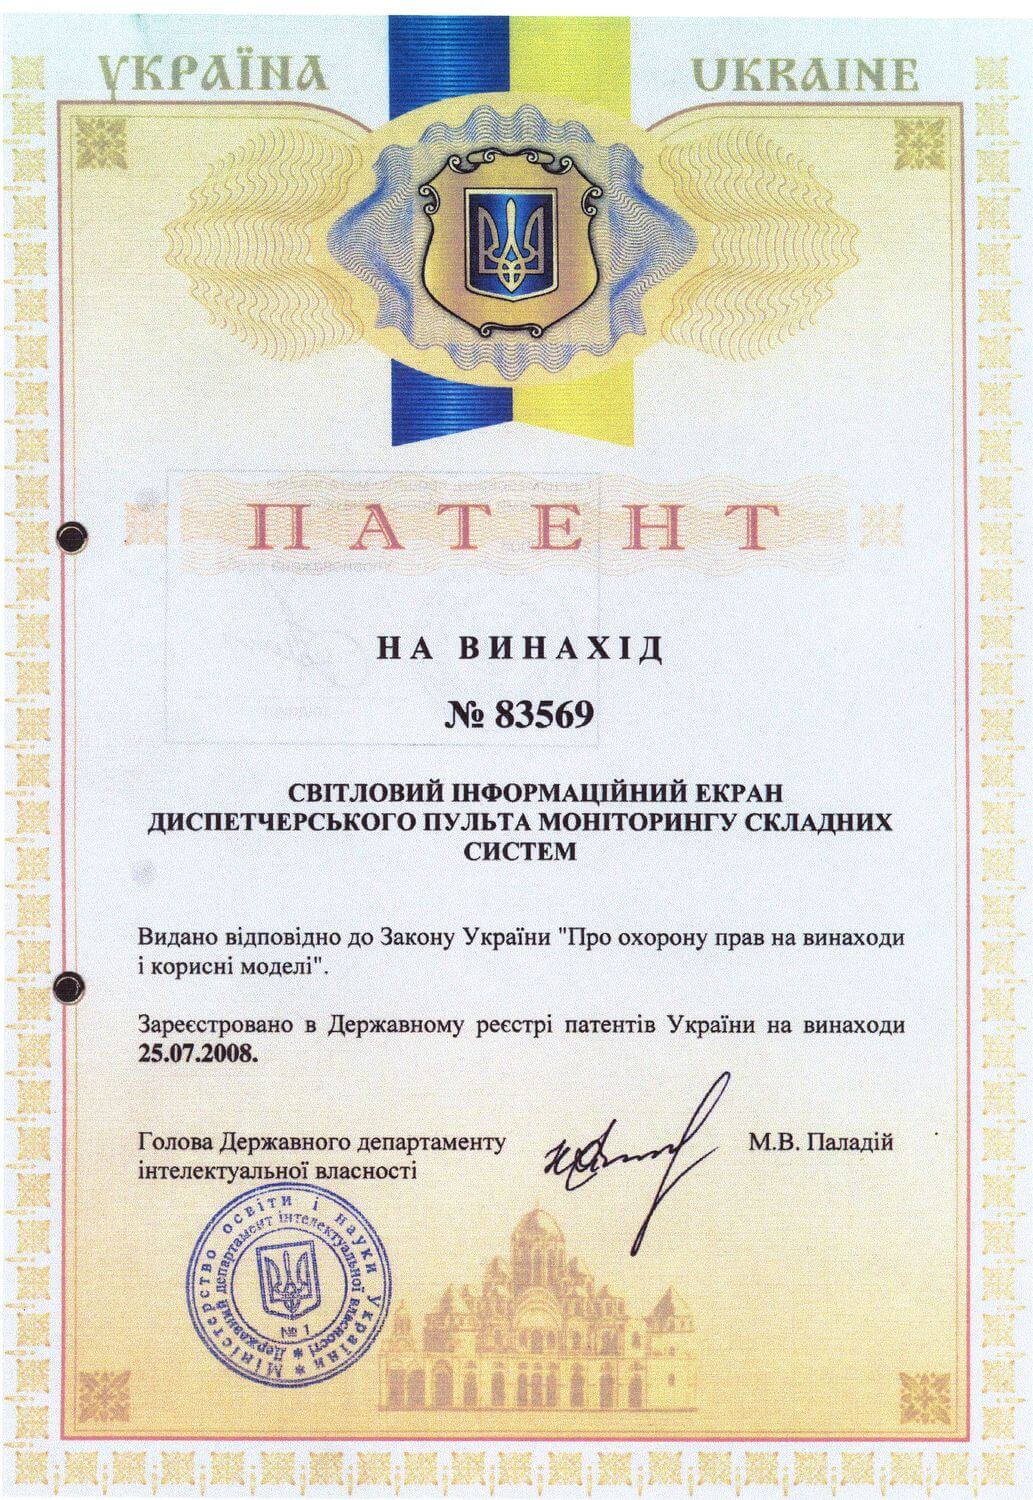 УКРАЇНА
UKRAINE
ПАТЕНТ
НА ВИНАХІД
№ 83569
СВІТЛОВИЙ ІНФОРМАЦІЙНИЙ ЕКРАН
ДИСПЕТЧЕРСЬКОГО ПУЛЬТА МОНІТОРИНГУ СКЛАДНИХ
СИСТЕМ
Видано відповідно до Закону України "Про охорону прав на винаходи
і корисні моделі".
Зареєстровано в Державному реєстрі патентів України на винаходи
25.07.2008.
Голова Державного департаменту
інтелектуальної власності
М.В. Паладій
Міністерство освіти і науки України
Державний департамент інтелектуальної власності
№ 1